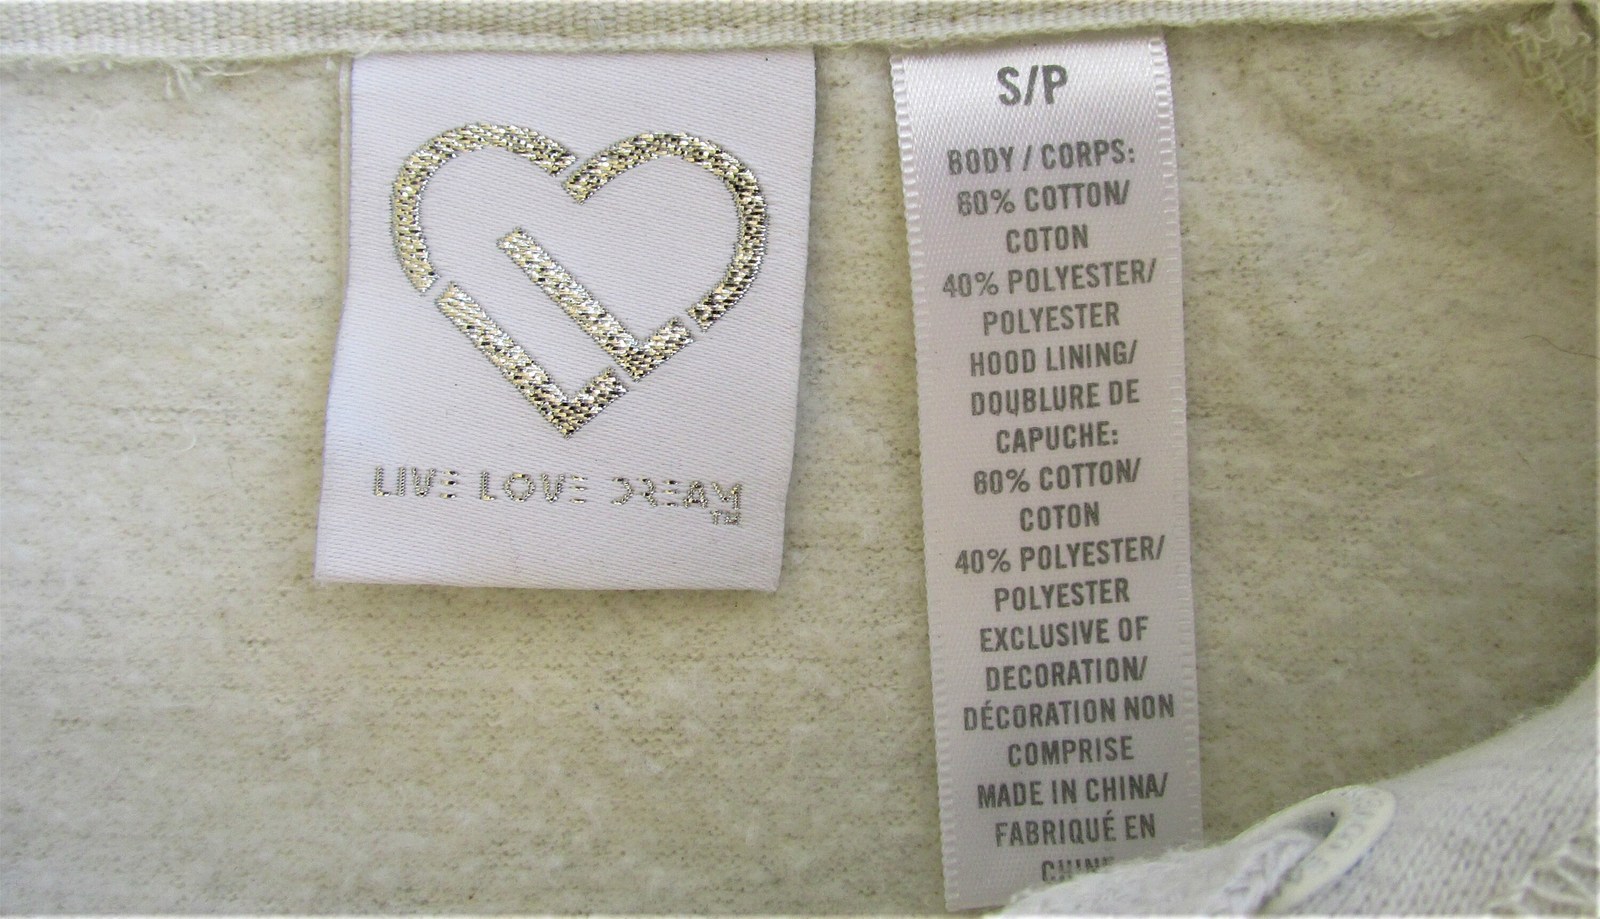 LIVE LOVE DREAM
TM
S/P
BODY / CORPS:
60% COTTON/
COTON
40% POLYESTER/
POLYESTER
HOOD LINING/
DOUBLURE DE
CAPUCHE:
60% COTTON/
COTON
40% POLYESTER/
POLYESTER
EXCLUSIVE OF
DECORATION/
DÉCORATION NON
COMPRISE
MADE IN CHINA/
FABRIQUÉ EN
CHINE